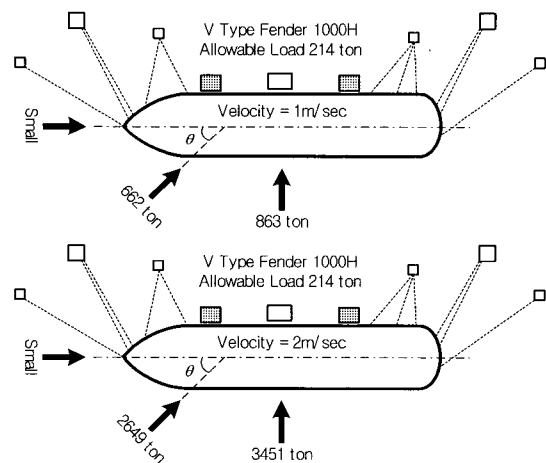 V Type Fender 1000H
Allowable Load 214 ton
Velocity = 1m/sec
Small
θ
662 ton
863 ton
V Type Fender 1000H
Allowable Load 214 ton
Velocity = 2m/sec
Small
θ
2649 ton
3451 ton